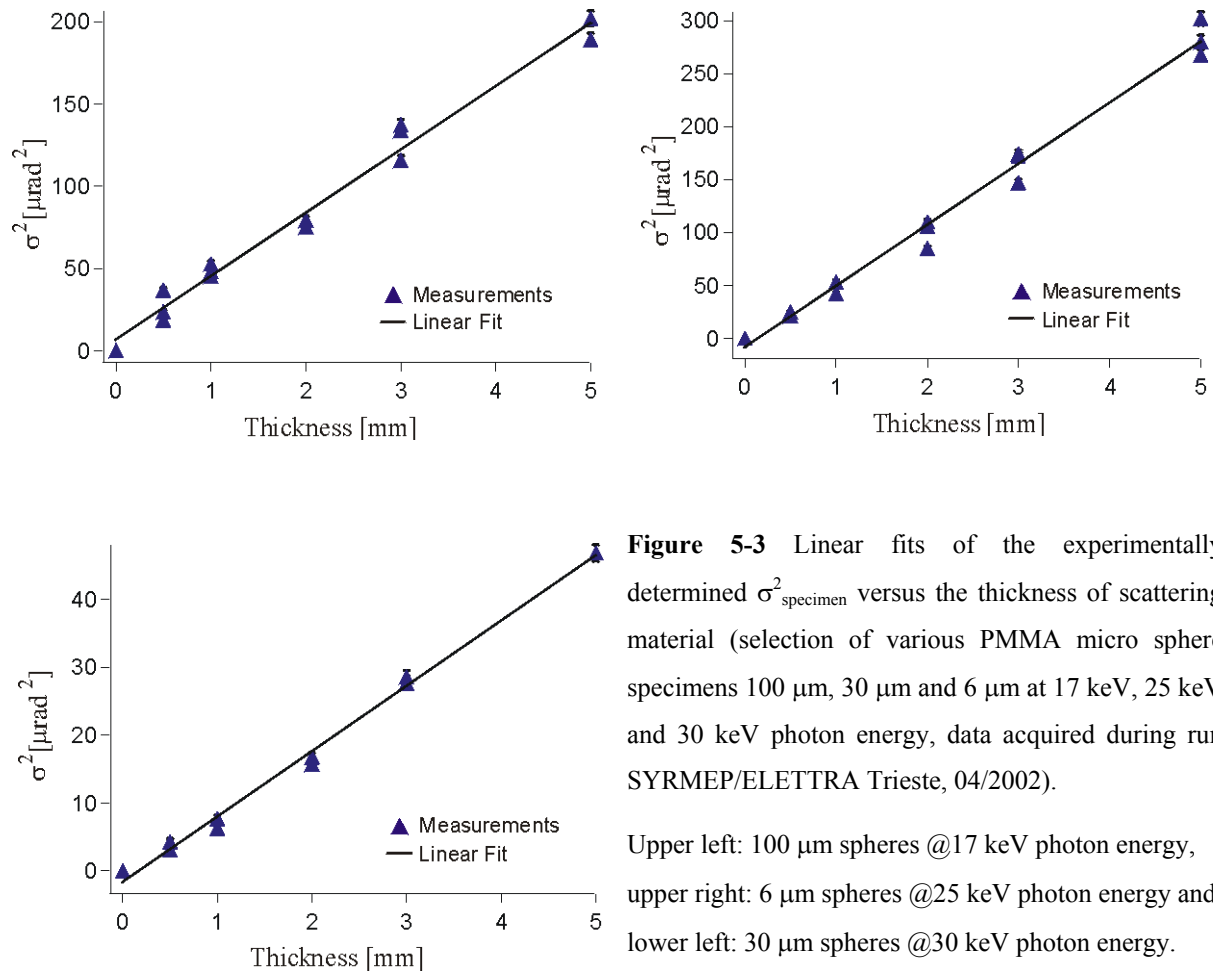 200
150
100
50
0
σ² [μrad ²]
0 1 2 3 4 5
Thickness [mm]
Measurements
Linear Fit
300
250
200
150
100
50
0
σ² [μrad ²]
0 1 2 3 4 5
Thickness [mm]
Measurements
Linear Fit
40
30
20
10
0
σ² [μrad ²]
0 1 2 3 4 5
Thickness [mm]
Measurements
Linear Fit
Figure 5-3 Linear fits of the experimentally
determined σ²specimen versus the thickness of scattering
material (selection of various PMMA micro sphere
specimens 100 μm, 30 μm and 6 μm at 17 keV, 25 keV
and 30 keV photon energy, data acquired during run
SYRMEP/ELETTRA Trieste, 04/2002).
Upper left: 100 μm spheres @17 keV photon energy,
upper right: 6 μm spheres @25 keV photon energy and
lower left: 30 μm spheres @30 keV photon energy.